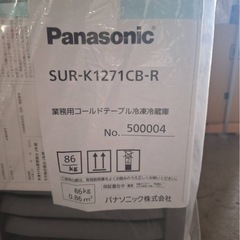 Panasonic
SUR-K1271CB-R
業務用コールドテーブル冷凍冷蔵庫
No. 500004
86
kg
86kg
0.86m³
パナソニック株式会社